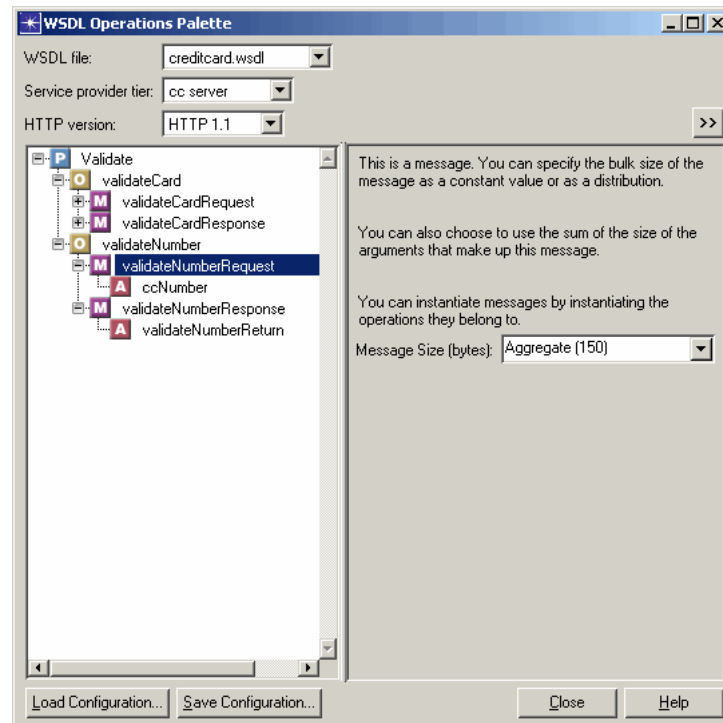 WSDL Operations Palette
WSDL file: creditcard.wsdl
Service provider tier: cc server
HTTP version: HTTP 1.1
>>
P Validate
O validateCard
M validateCardRequest
M validateCardResponse
O validateNumber
M validateNumberRequest
A ccNumber
M validateNumberResponse
A validateNumberReturn
This is a message. You can specify the bulk size of the
message as a constant value or as a distribution.
You can also choose to use the sum of the size of the
arguments that make up this message.
You can instantiate messages by instantiating the
operations they belong to.
Message Size (bytes): Aggregate (150)
Load Configuration... Save Configuration... Close Help